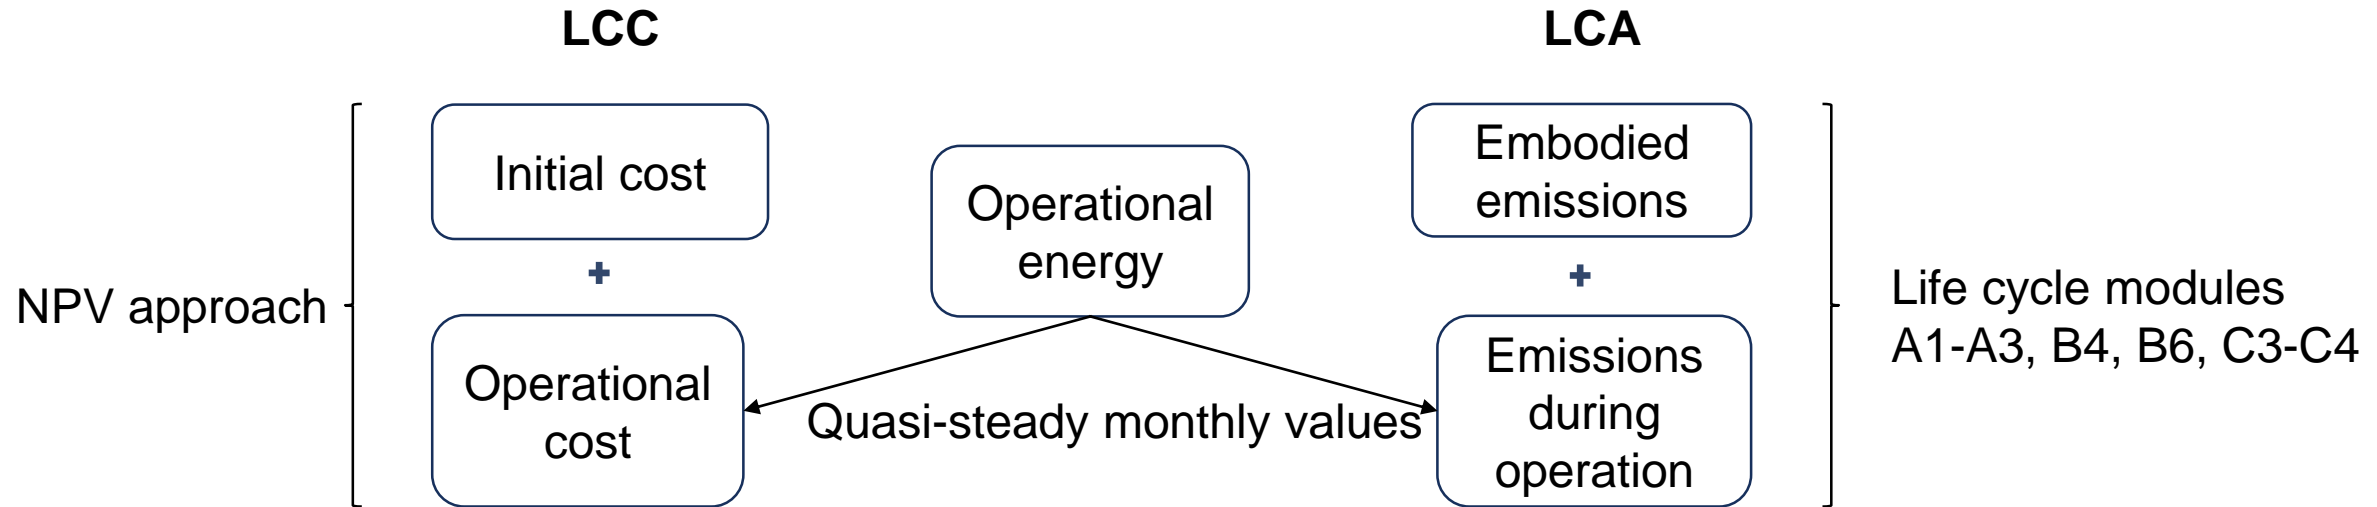 LCC
LCA
Initial cost
+
Operational
cost
NPV approach
Operational
energy
Quasi-steady monthly values
Embodied
emissions
+
Emissions
during
operation
Life cycle modules
A1-A3, B4, B6, C3-C4